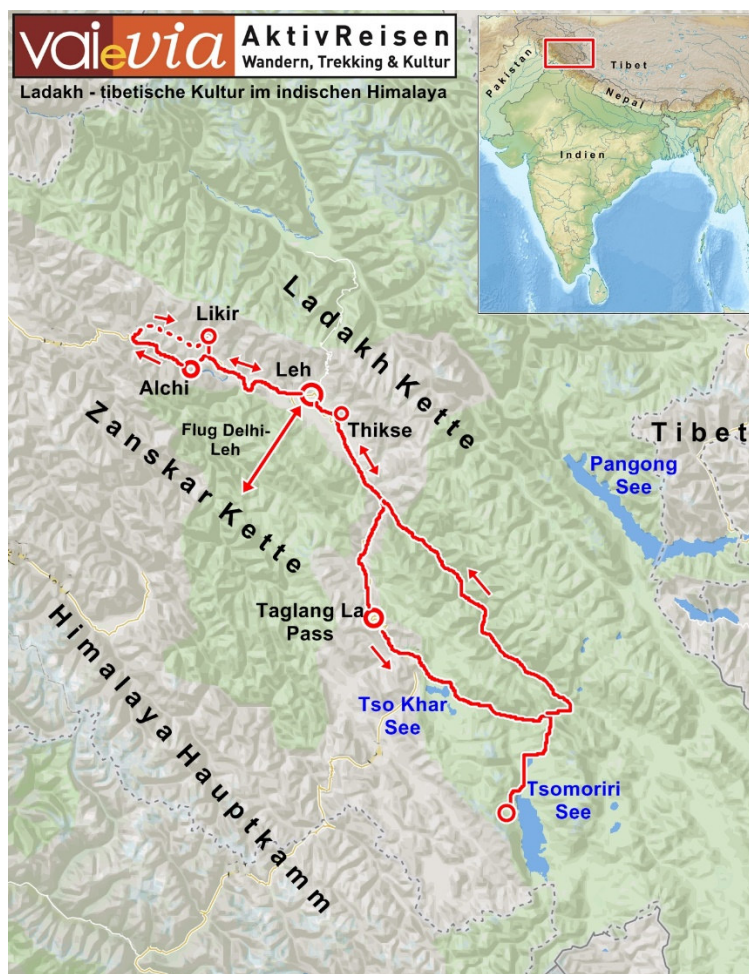 vaievia AktivReisen
Wandern, Trekking & Kultur
Ladakh - tibetische Kultur im indischen Himalaya
Pakistan
Tibet
Nepal
Indien
Ladakh Kette
Likir
Alchi
Leh
Thikse
Flug Delhi-
Leh
Zanskar Kette
Tibet
Pangong
See
Taglang La
Pass
Himalaya Hauptkamm
Tso Khar
See
Tsomoriri
See